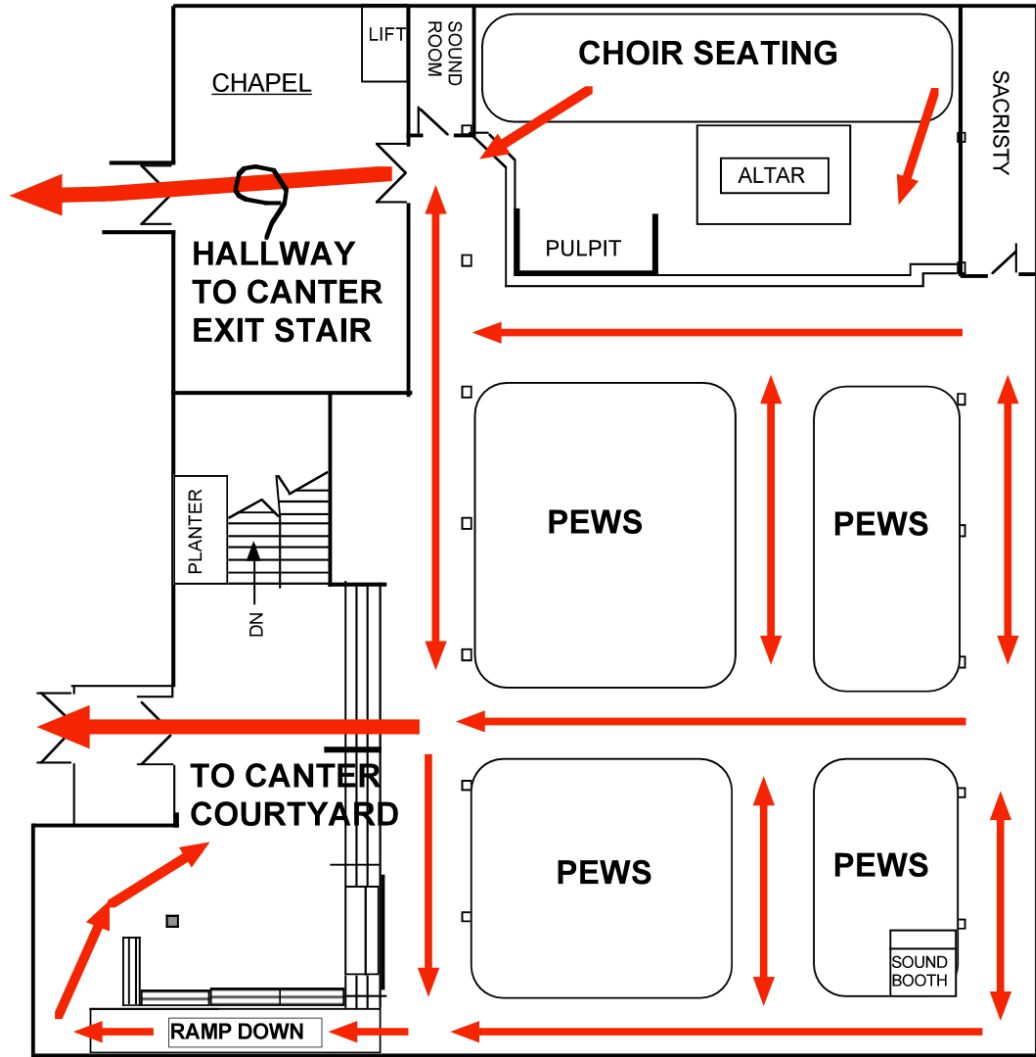 LIFT
SOUND
ROOM
CHOIR SEATING
CHAPEL
SACRISTY
ALTAR
PULPIT
HALLWAY
TO CANTER
EXIT STAIR
PLANTER
DN
PEWS
PEWS
TO CANTER
COURTYARD
PEWS
PEWS
SOUND
BOOTH
RAMP DOWN